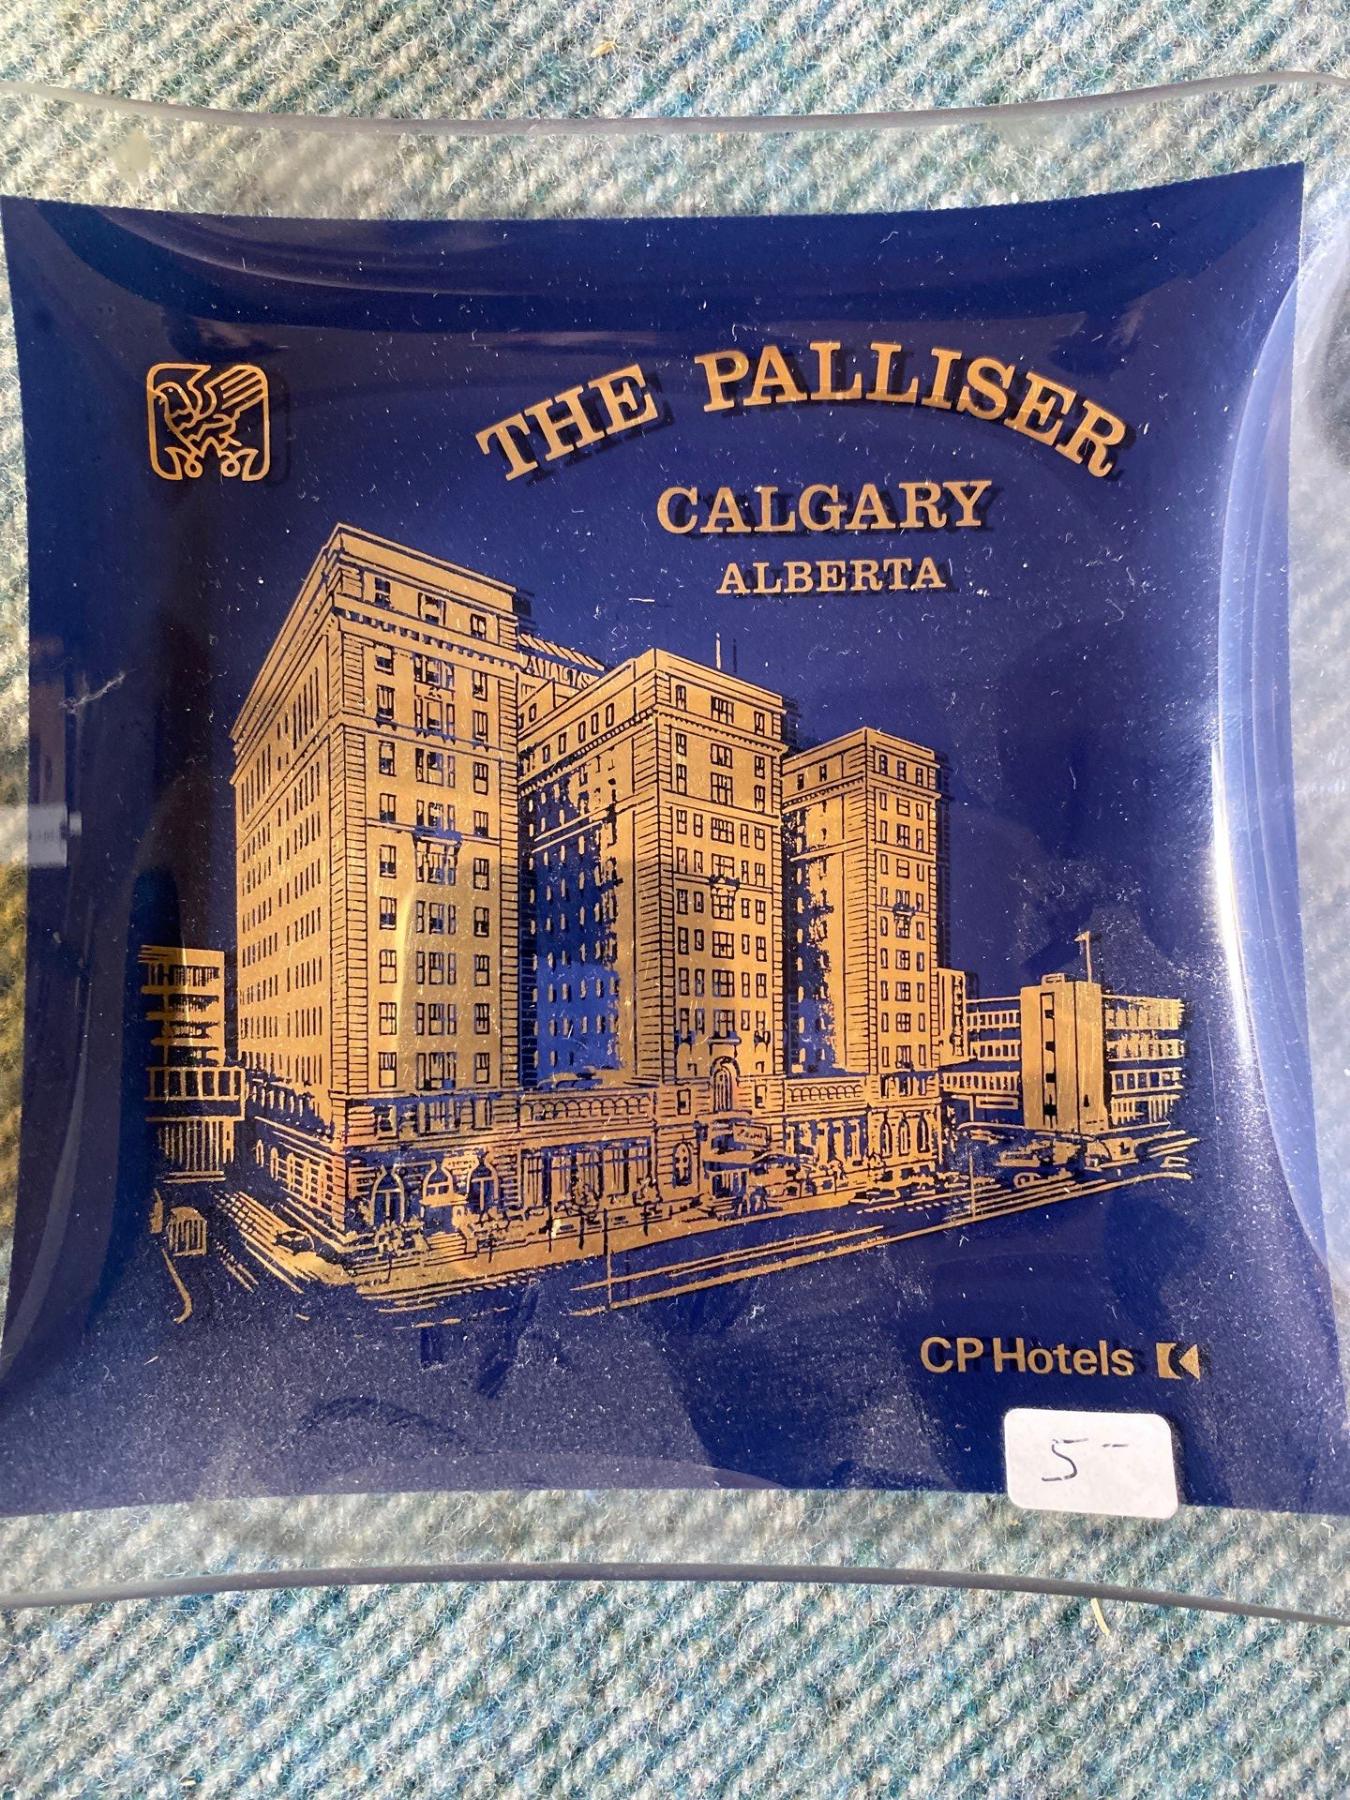 THE PALLISER
CALGARY
ALBERTA
CP Hotels
5-